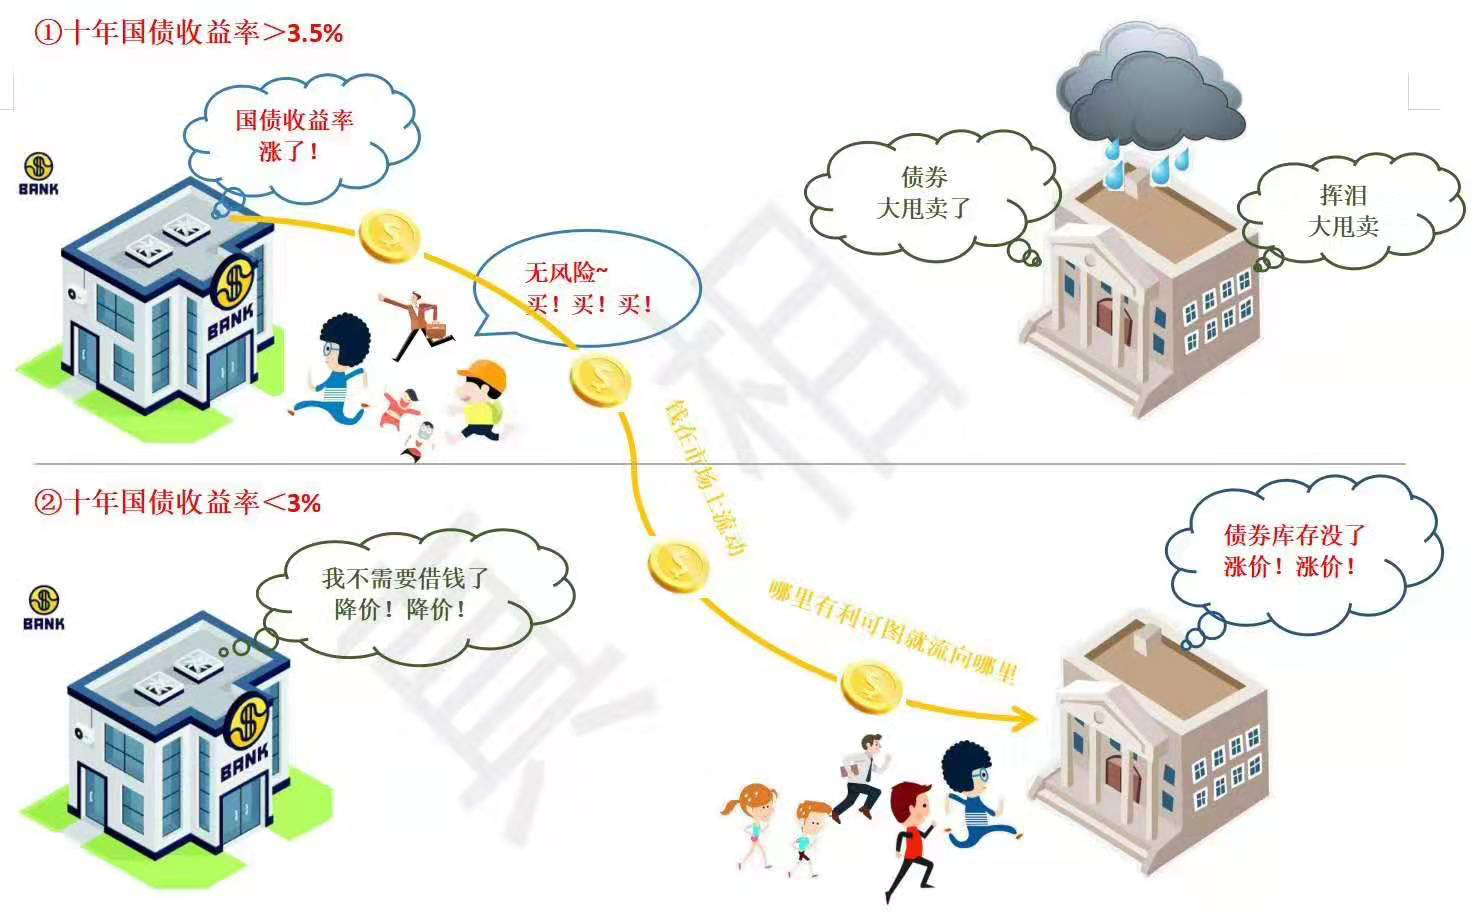 ①十年国债收益率＞3.5%
国债收益率
涨了！
BANK
BANK
无风险~
买！买！买！
债券
大甩卖了
挥泪
大甩卖
钱在市场上流动
哪里有利可图就流向哪里
②十年国债收益率＜3%
我不需要借钱了
降价！降价！
BANK
BANK
债券库存没了
涨价！涨价！
真相